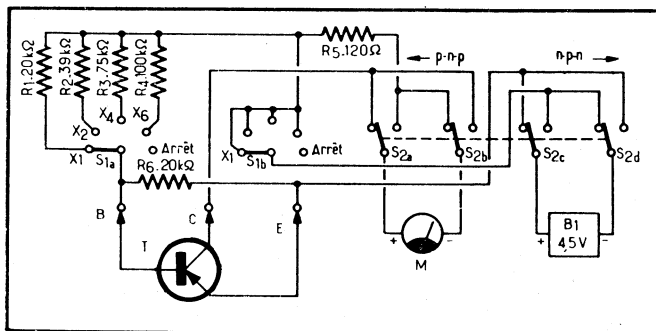 R1.20kΩ
R2.39kΩ
R3.75kΩ
R4.100kΩ
R5.120Ω
p-n-p
n-p-n
X4
X2
X6
Arrêt
X1
S1a
R6.20kΩ
X1
S1b
Arrêt
S2a
S2b
S2c
S2d
B
C
E
T
+
-
M
+
B1
4,5V
-